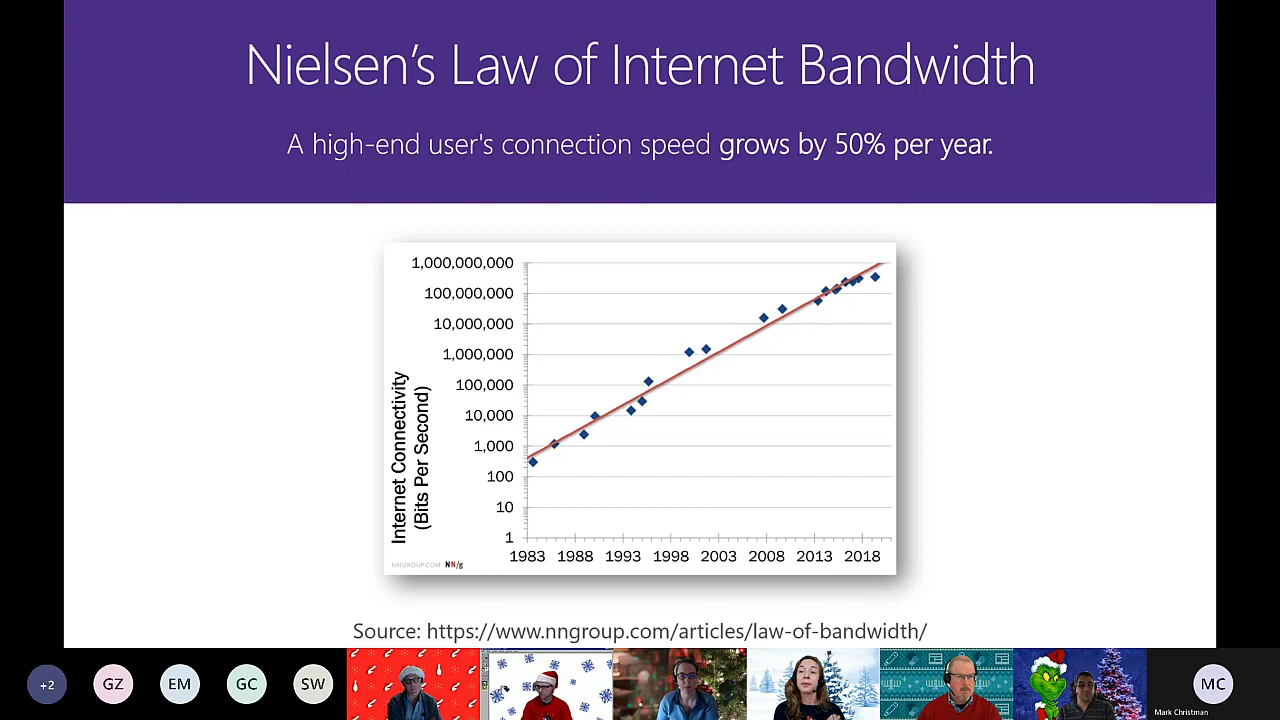 Nielsen's Law of Internet Bandwidth
A high-end user's connection speed grows by 50% per year.
1,000,000,000
100,000,000
10,000,000
1,000,000
100,000
10,000
1,000
100
10
1
Internet Connectivity
(Bits Per Second)
1983 1988 1993 1998 2003 2008 2013 2018
NNGROUP.COM NN/g
Source: https://www.nngroup.com/articles/law-of-bandwidth/
+2 GZ EM GC SW MC
Mark Christman